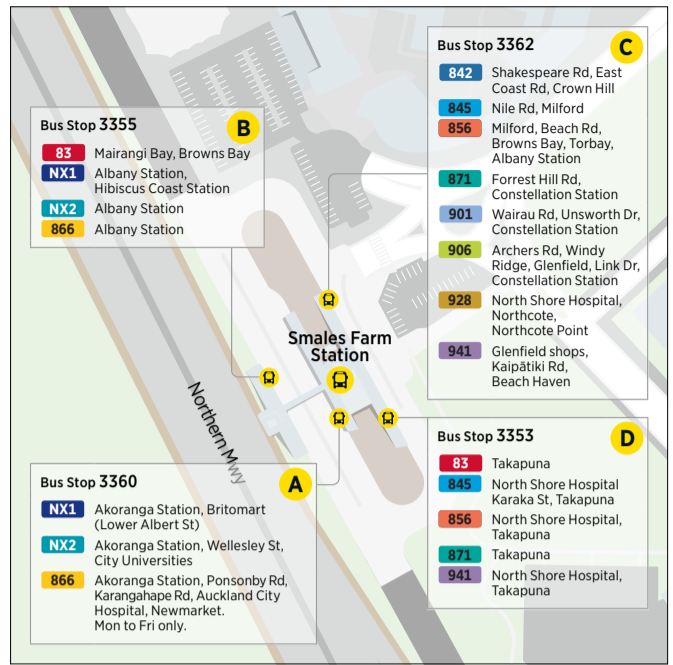 Bus Stop 3355
B
83 Mairangi Bay, Browns Bay
NX1 Albany Station,
Hibiscus Coast Station
NX2 Albany Station
866 Albany Station
Bus Stop 3362
C
842 Shakespeare Rd, East
Coast Rd, Crown Hill
845 Nile Rd, Milford
856 Milford, Beach Rd,
Browns Bay, Torbay,
Albany Station
871 Forrest Hill Rd,
Constellation Station
901 Wairau Rd, Unsworth Dr,
Constellation Station
906 Archers Rd, Windy
Ridge, Glenfield, Link Dr,
Constellation Station
928 North Shore Hospital,
Northcote,
Northcote Point
941 Glenfield shops,
Kaipātiki Rd,
Beach Haven
Smales Farm
Station
Northern Mwy
Bus Stop 3360
A
NX1 Akoranga Station, Britomart
(Lower Albert St)
NX2 Akoranga Station, Wellesley St,
City Universities
866 Akoranga Station, Ponsonby Rd,
Karangahape Rd, Auckland City
Hospital, Newmarket.
Mon to Fri only.
Bus Stop 3353
D
83 Takapuna
845 North Shore Hospital
Karaka St, Takapuna
856 North Shore Hospital,
Takapuna
871 Takapuna
941 North Shore Hospital,
Takapuna